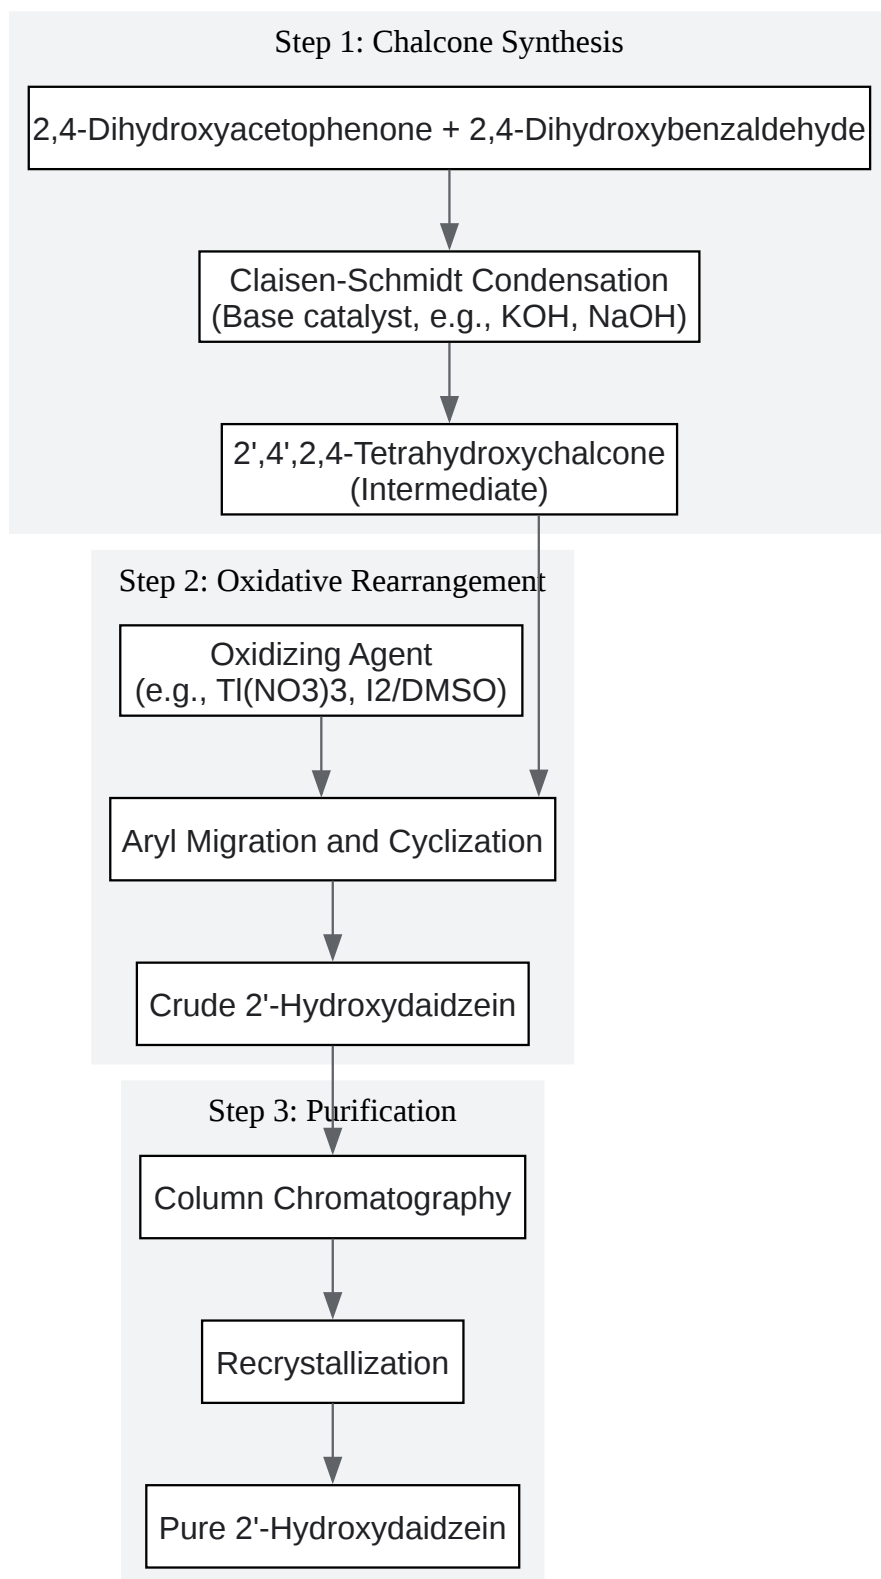 Step 1: Chalcone Synthesis
2,4-Dihydroxyacetophenone + 2,4-Dihydroxybenzaldehyde
Claisen-Schmidt Condensation
(Base catalyst, e.g., KOH, NaOH)
2',4',2,4-Tetrahydroxychalcone
(Intermediate)
Step 2: Oxidative Rearrangement
Oxidizing Agent
(e.g., Tl(NO3)3, I2/DMSO)
Aryl Migration and Cyclization
Crude 2'-Hydroxydaidzein
Step 3: Purification
Column Chromatography
Recrystallization
Pure 2'-Hydroxydaidzein